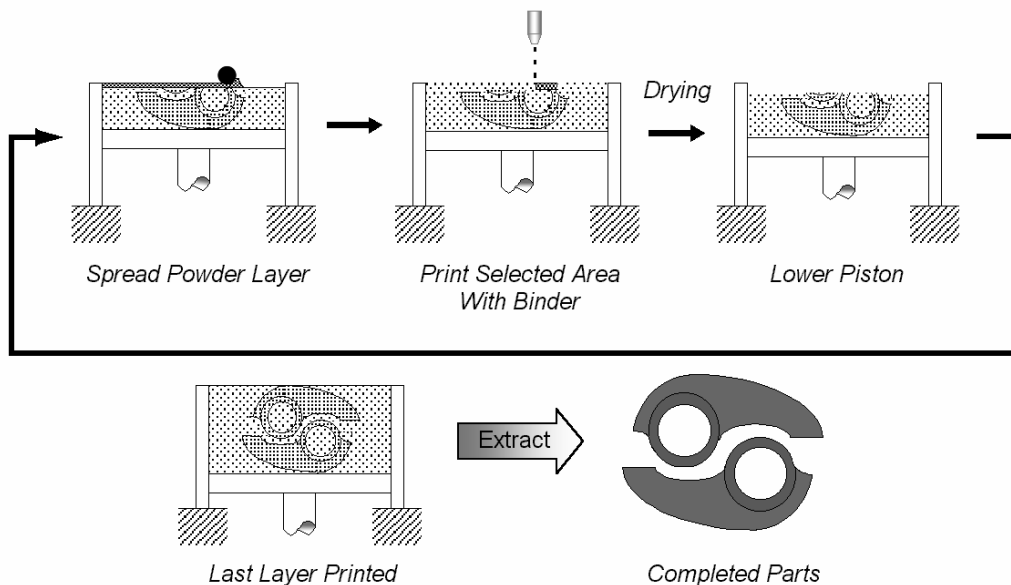 Drying
Spread Powder Layer
Print Selected Area
With Binder
Lower Piston
Extract
Last Layer Printed
Completed Parts